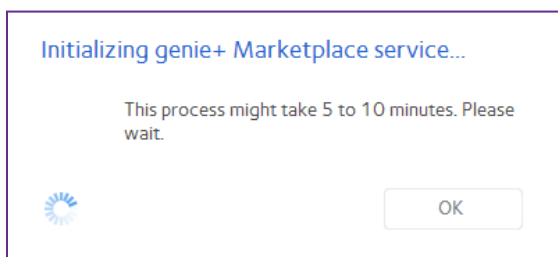 Initializing genie+ Marketplace service...
This process might take 5 to 10 minutes. Please
wait.
OK